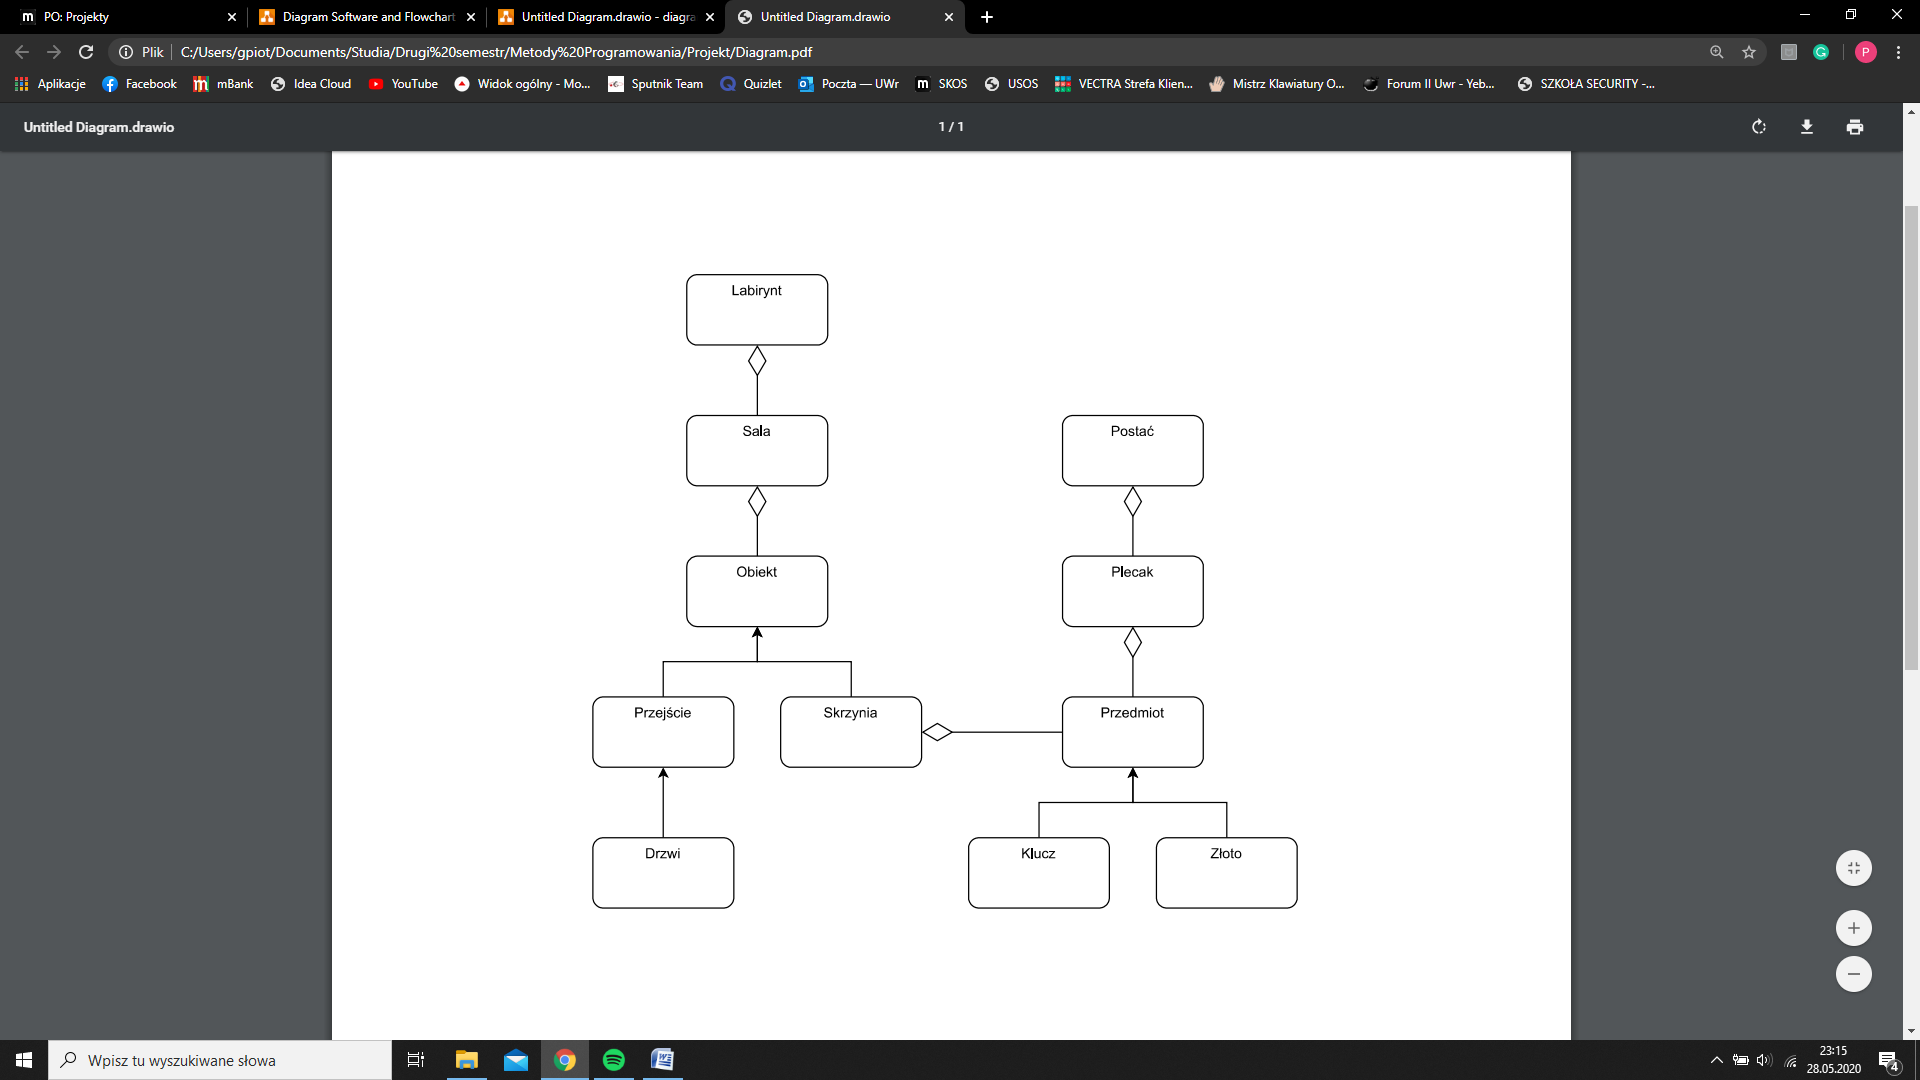 PO: Projekty
Diagram Software and Flowchart
Untitled Diagram.drawio - diagra
Untitled Diagram.drawio
Plik
C:/Users/gpiot/Documents/Studia/Drugi%20semestr/Metody%20Programowania/Projekt/Diagram.pdf
P
Aplikacje
Facebook
mBank
Idea Cloud
YouTube
Widok ogólny - Mo...
Sputnik Team
Quizlet
Poczta — UWr
SKOS
USOS
VECTRA Strefa Klien...
Mistrz Klawiatury O...
Forum II Uwr - Yeb...
SZKOŁA SECURITY -...
Untitled Diagram.drawio
1 / 1
Labirynt
Sala
Postać
Obiekt
Plecak
Przejście
Skrzynia
Przedmiot
Drzwi
Klucz
Złoto
Wpisz tu wyszukiwane słowa
23:15
28.05.2020
4